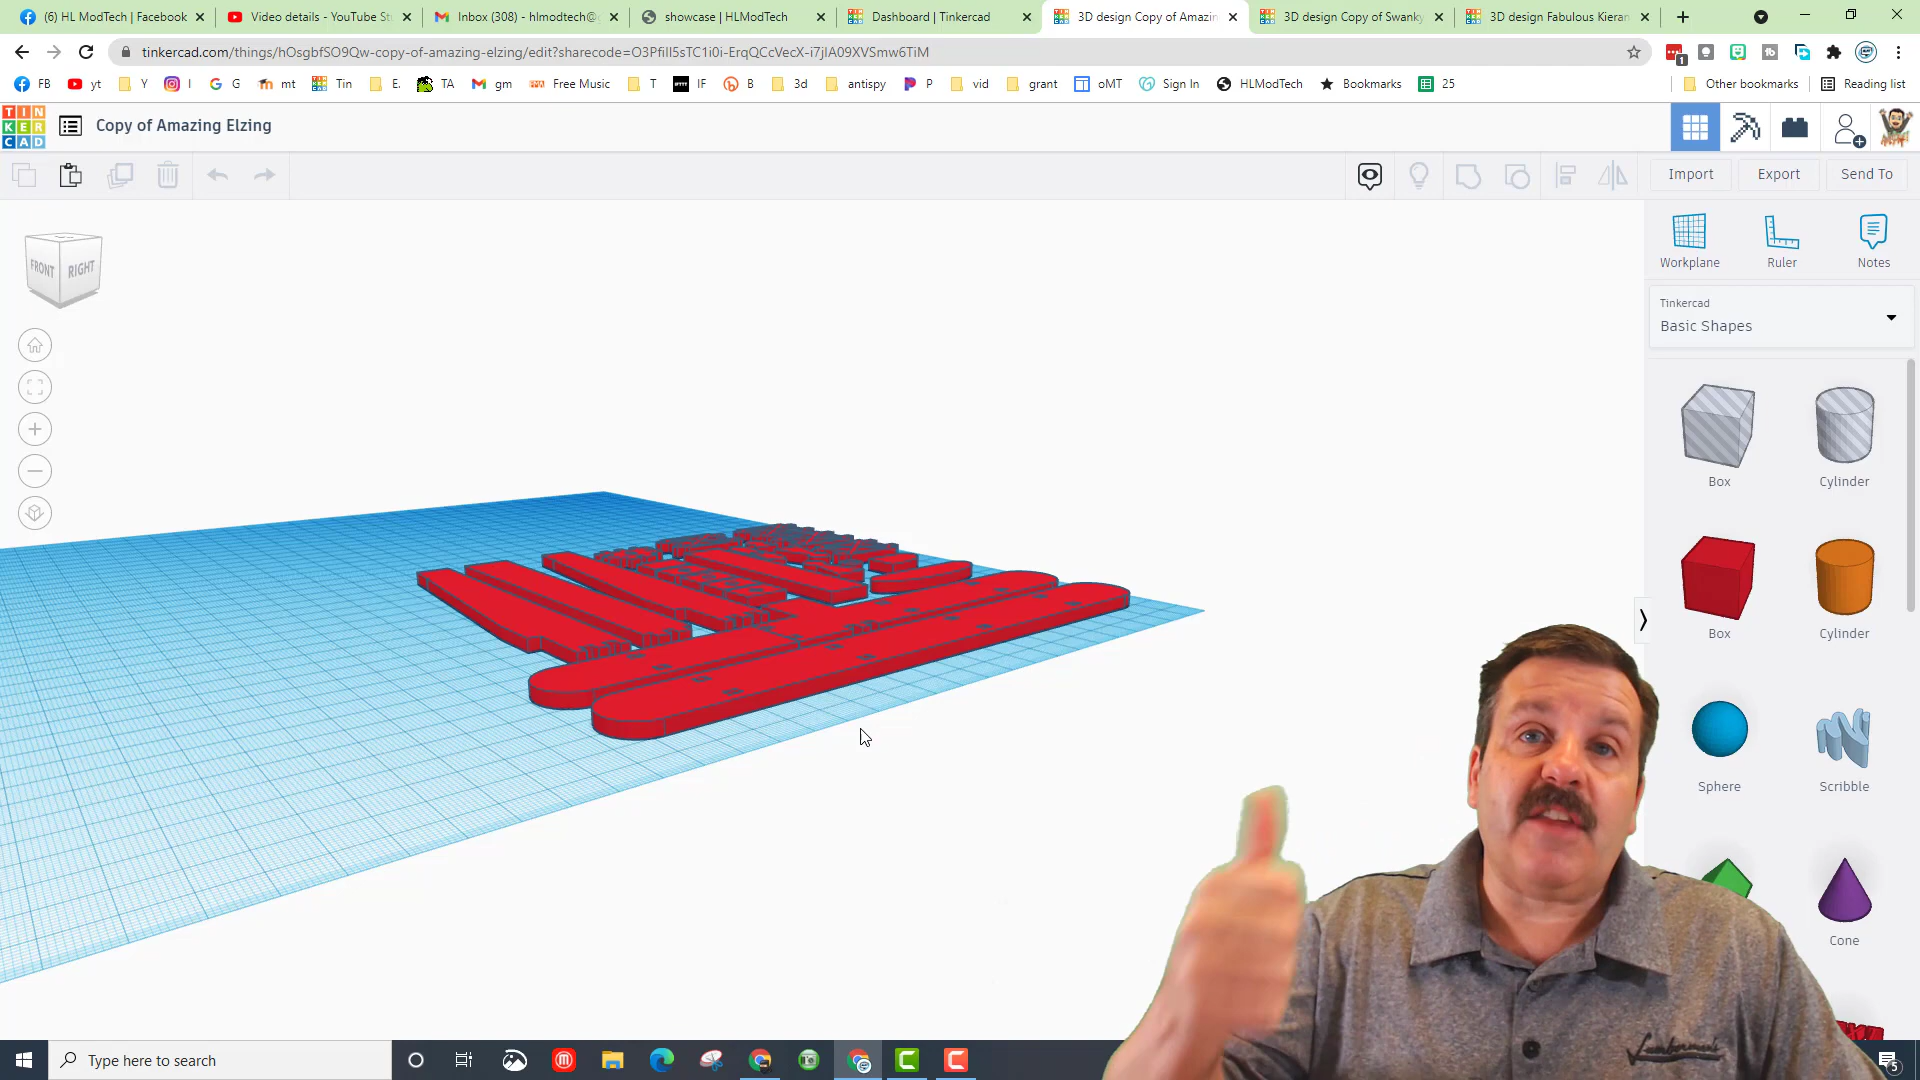 (6) HL ModTech | Facebook
Video details - YouTube St
Inbox (308) - hlmodtech@
showcase | HLModTech
Dashboard | Tinkercad
3D design Copy of Amazin
3D design Copy of Swanky
3D design Fabulous Kieran
tinkercad.com/things/hOsgbfSO9Qw-copy-of-amazing-elzing/edit?sharecode=O3PfiIl5sTC1i0i-ErqQCcVecX-i7jlA09XVSmw6TiM
1
FB
yt
Y
I
G
mt
Tin
E.
TA
gm
Free Music
T
IF
B
3d
antispy
P
vid
grant
oMT
Sign In
HLModTech
Bookmarks
25
Other bookmarks
Reading list
TIN
KER
CAD
Copy of Amazing Elzing
Import
Export
Send To
FRONT
RIGHT
Workplane
Ruler
Notes
Tinkercad
Basic Shapes
Box
Cylinder
Box
Cylinder
Sphere
Scribble
Cone
Type here to search
5